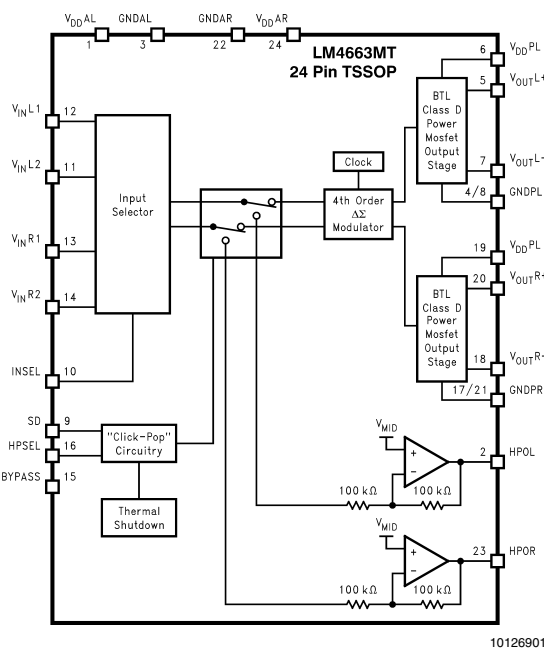 VDDAL GNDAL GNDAR VDDAR
1 3 22 24
LM4663MT
24 Pin TSSOP
6 VDDPL
5 VOUTL+
BTL
Class D
Power
Mosfet
Output
Stage
7 VOUTL-
4/8 GNDPL
VINL1 12
VINL2 11
VINR1 13
VINR2 14
Input
Selector
Clock
4th Order
ΔΣ
Modulator
19 VDDPL
20 VOUTR+
BTL
Class D
Power
Mosfet
Output
Stage
18 VOUTR-
17/21 GNDPR
INSEL 10
SD 9
HPSEL 16
BYPASS 15
"Click-Pop"
Circuitry
Thermal
Shutdown
VMID
+
−
2 HPOL
100 kΩ 100 kΩ
VMID
+
−
23 HPOR
100 kΩ 100 kΩ
10126901